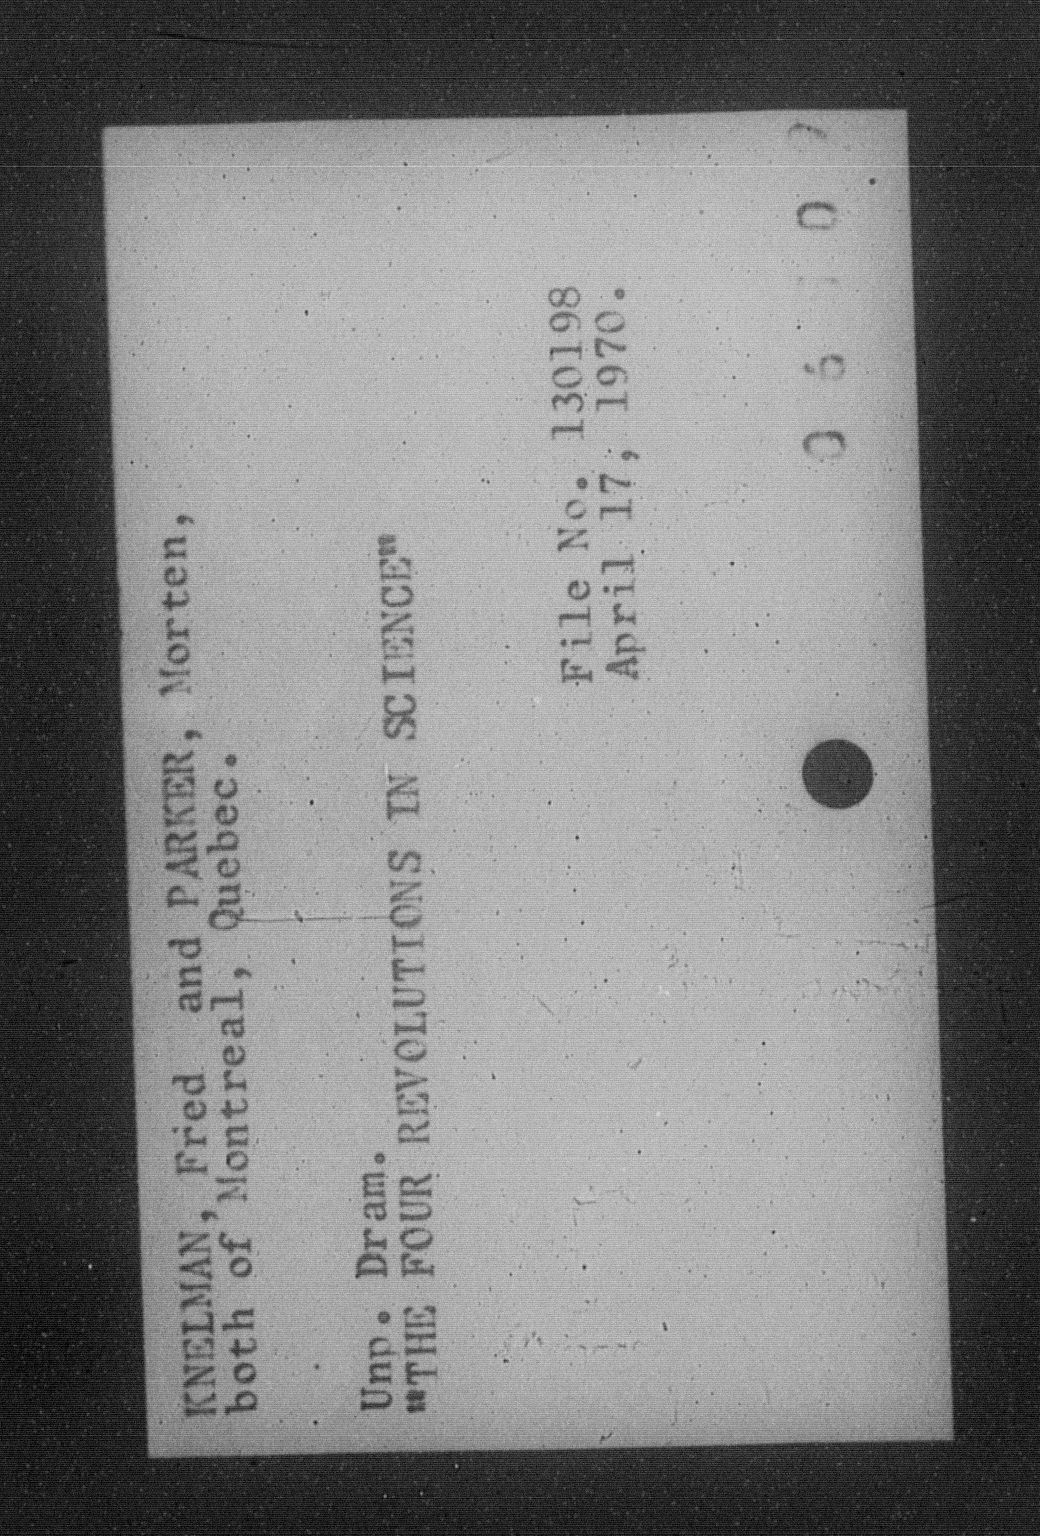 KNELMAN, Fred and PARKER, Morten,
both of Montreal, Quebec.
Unp. Dram.
"THE FOUR REVOLUTIONS IN SCIENCE"
File No. 130198
April 17, 1970.